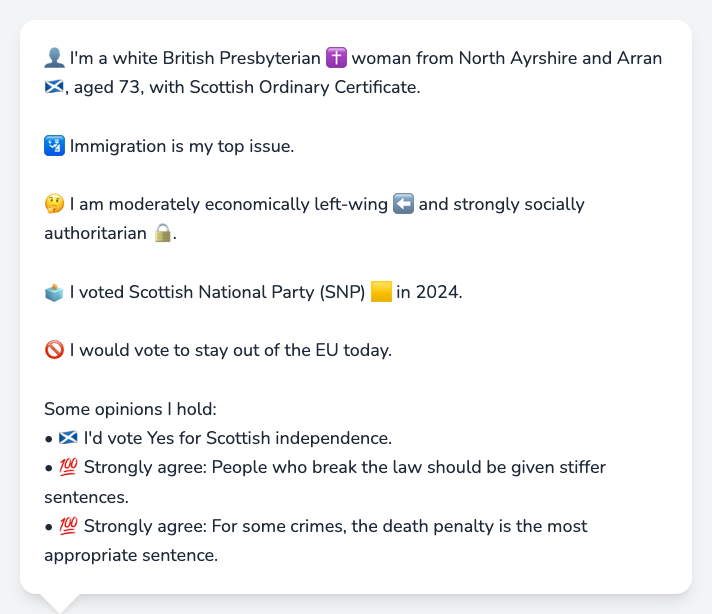 👤 I'm a white British Presbyterian ✝️ woman from North Ayrshire and Arran
🏴󠁧󠁢󠁳󠁣󠁴󠁿, aged 73, with Scottish Ordinary Certificate.
🛂 Immigration is my top issue.
🤔 I am moderately economically left-wing ⬅️ and strongly socially
authoritarian 🔒.
🗳️ I voted Scottish National Party (SNP) 🟨 in 2024.
🚫 I would vote to stay out of the EU today.
Some opinions I hold:
• 🏴󠁧󠁢󠁳󠁣󠁴󠁿 I'd vote Yes for Scottish independence.
• 💯 Strongly agree: People who break the law should be given stiffer
sentences.
• 💯 Strongly agree: For some crimes, the death penalty is the most
appropriate sentence.